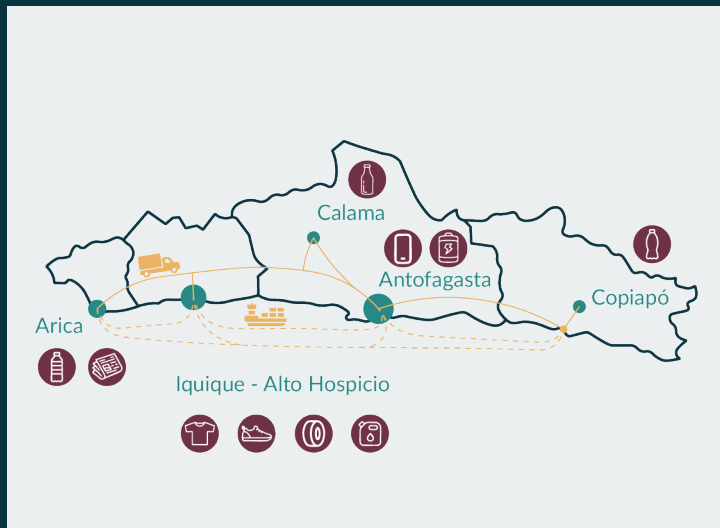 Calama
Antofagasta
Copiapó
Arica
Iquique - Alto Hospicio